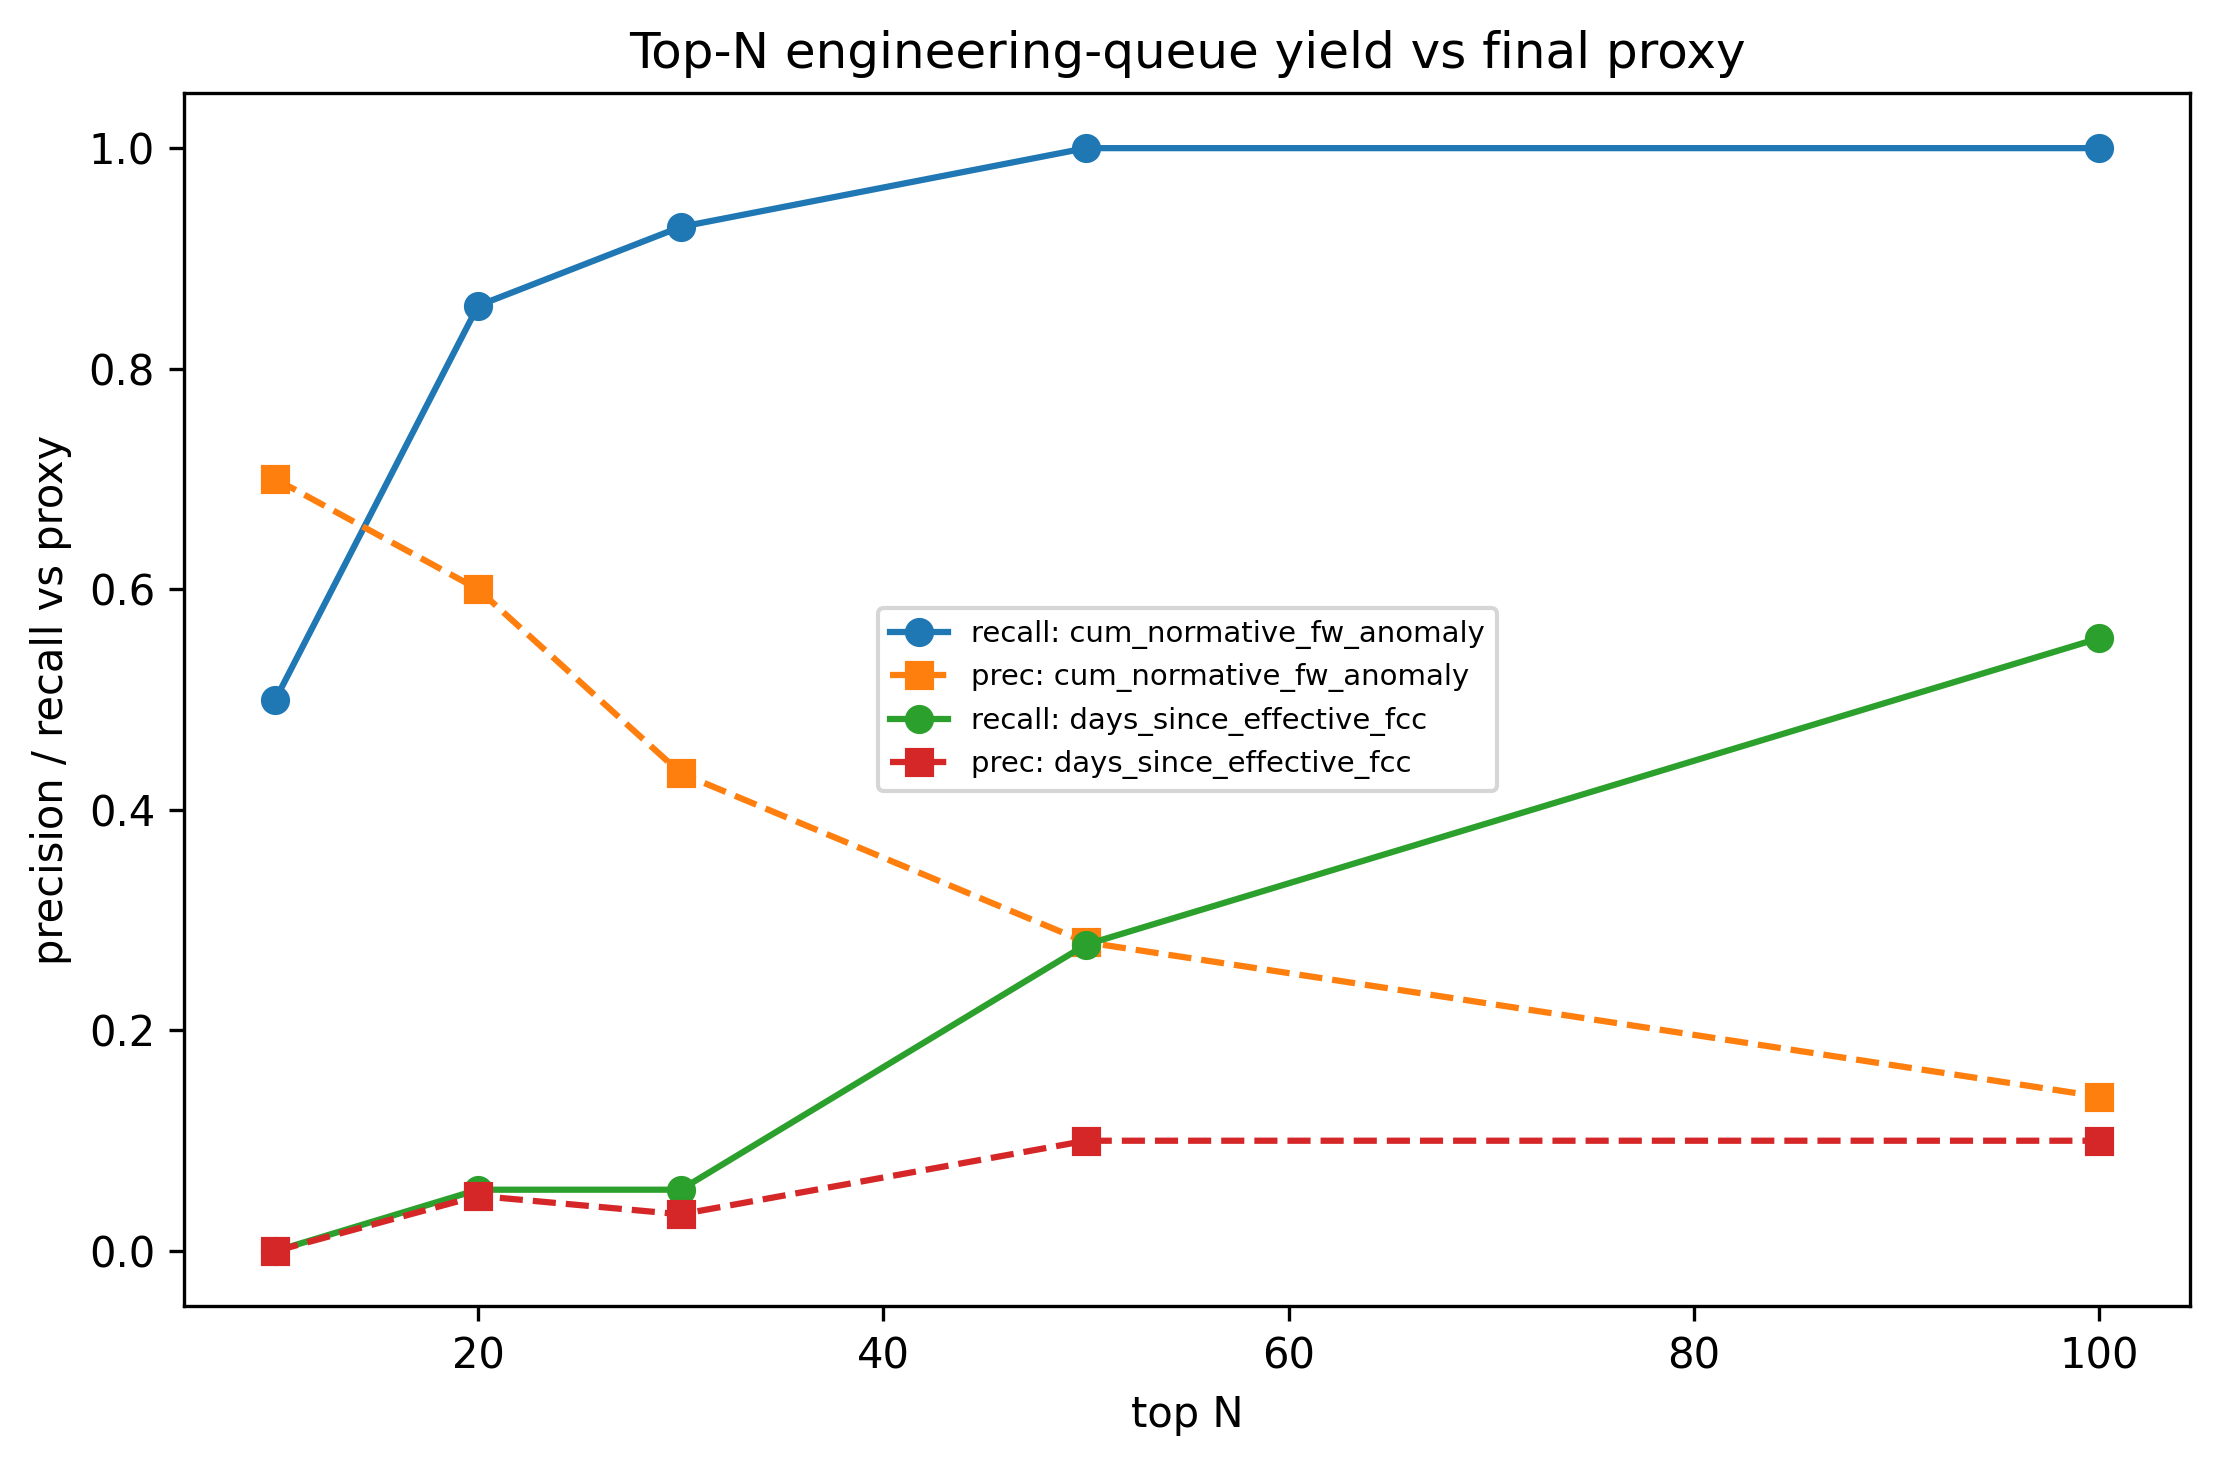 Top-N engineering-queue yield vs final proxy
precision / recall vs proxy
1.0
0.8
0.6
0.4
0.2
0.0
recall: cum_normative_fw_anomaly
prec: cum_normative_fw_anomaly
recall: days_since_effective_fcc
prec: days_since_effective_fcc
20 40 60 80 100
top N